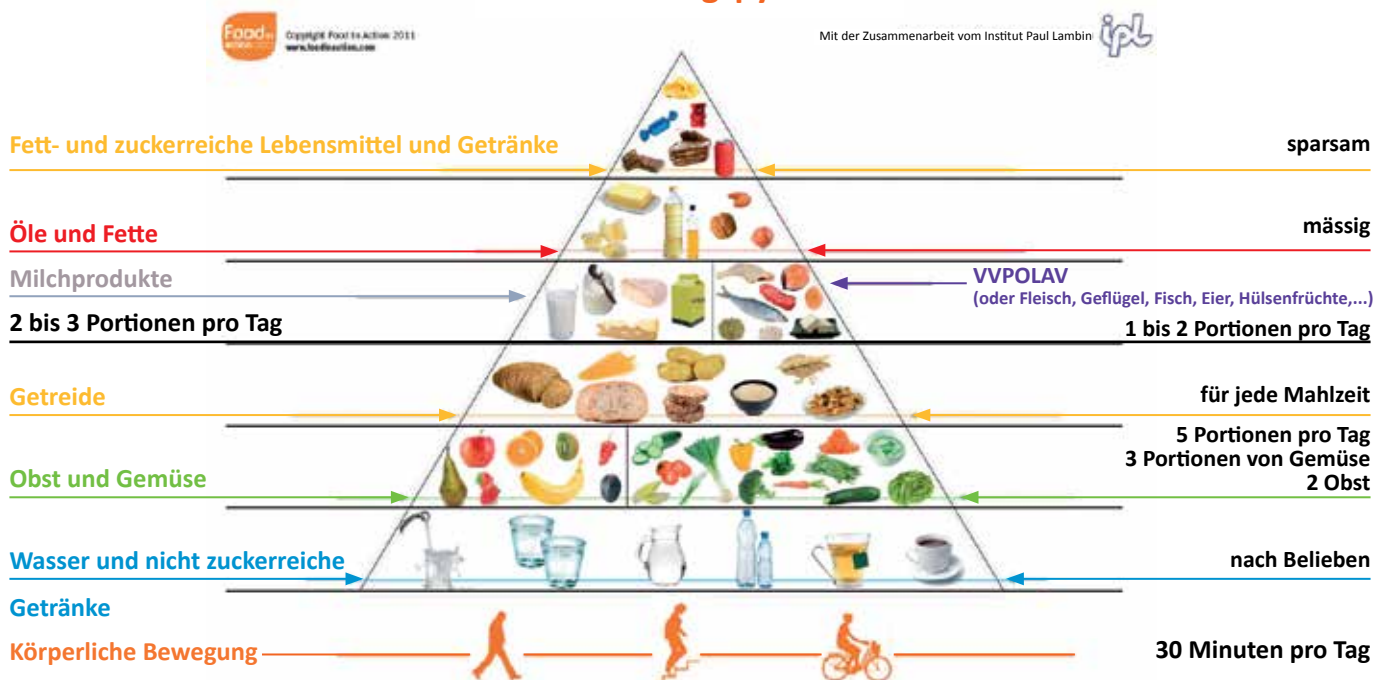 Food in
ACTION
Copyright Food In Action 2011
www.foodinaction.com
Mit der Zusammenarbeit vom Institut Paul Lambin
ipl
Fett- und zuckerreiche Lebensmittel und Getränke
sparsam
Öle und Fette
mässig
Milchprodukte
VVPOLAV
(oder Fleisch, Geflügel, Fisch, Eier, Hülsenfrüchte,...)
2 bis 3 Portionen pro Tag
1 bis 2 Portionen pro Tag
Getreide
für jede Mahlzeit
5 Portionen pro Tag
3 Portionen von Gemüse
2 Obst
Obst und Gemüse
Wasser und nicht zuckerreiche
nach Belieben
Getränke
Körperliche Bewegung
30 Minuten pro Tag